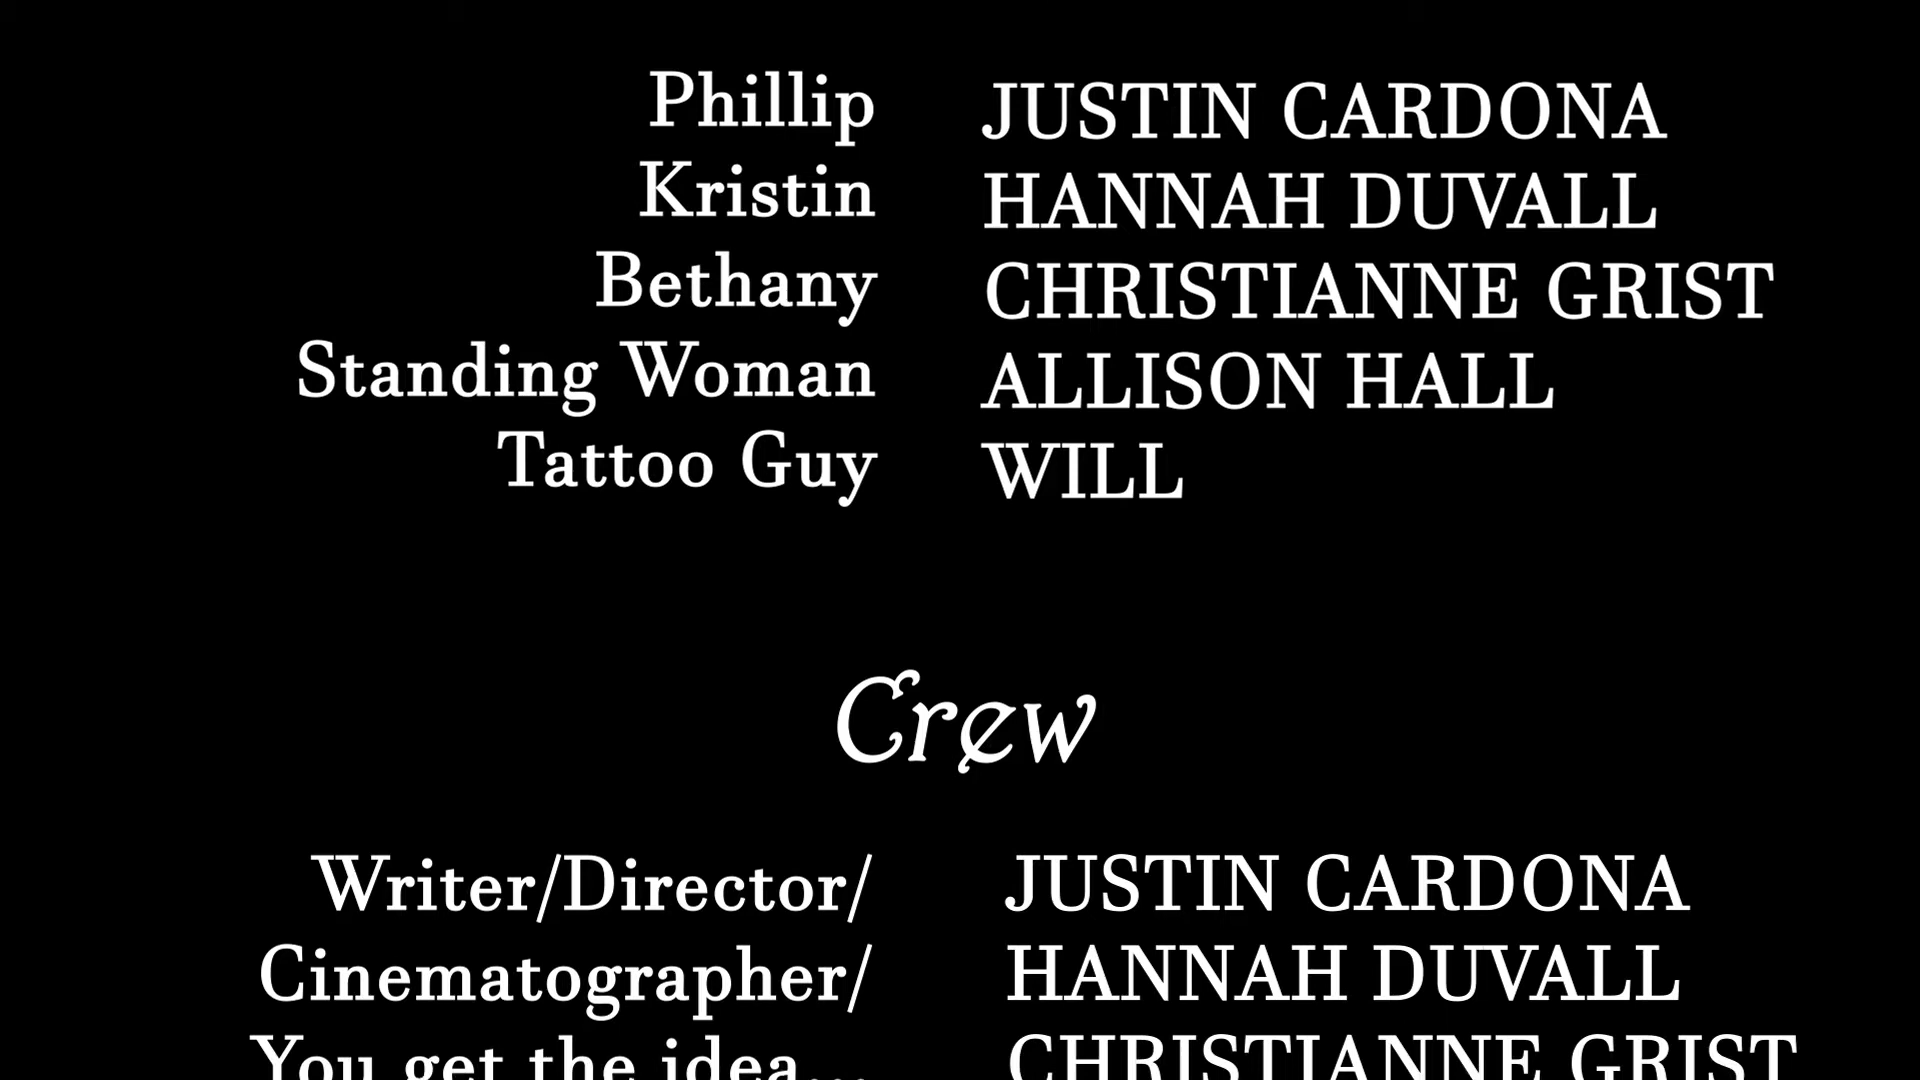 Phillip JUSTIN CARDONA
Kristin HANNAH DUVALL
Bethany CHRISTIANNE GRIST
Standing Woman ALLISON HALL
Tattoo Guy WILL
Crew
Writer/Director/ JUSTIN CARDONA
Cinematographer/ HANNAH DUVALL
You get the idea... CHRISTIANNE GRIST